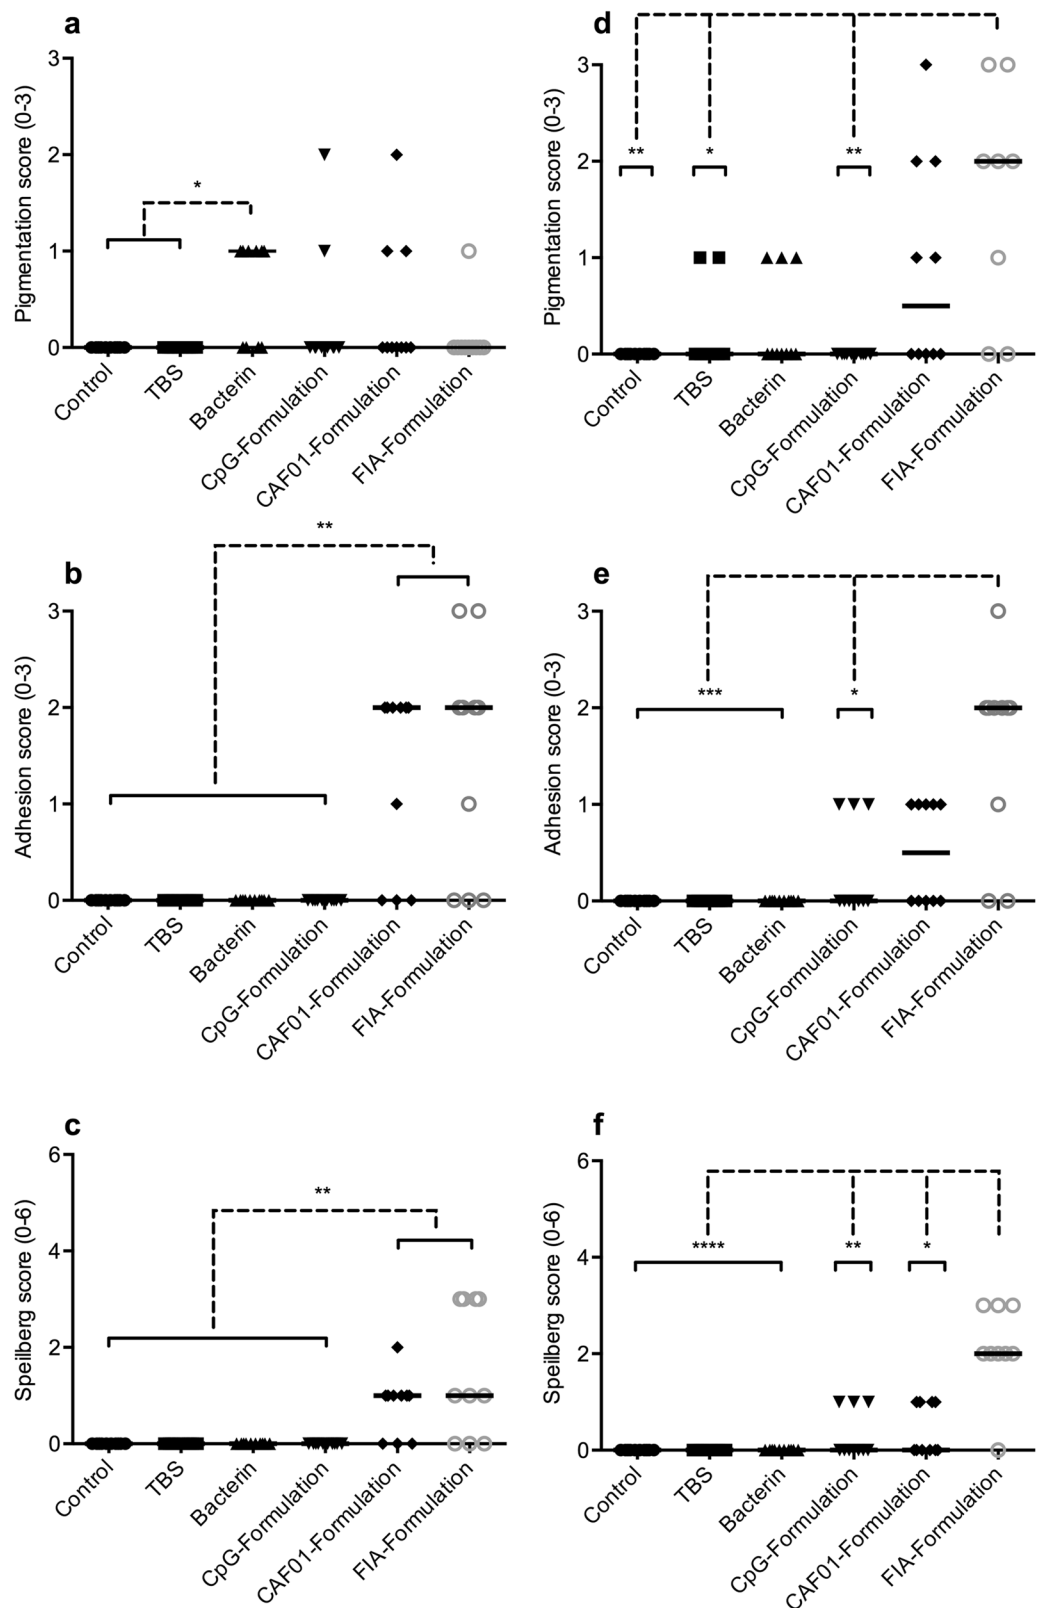 a
Pigmentation score (0-3)
3
2
1
0
*
Control
TBS
Bacterin
CpG-Formulation
CAF01-Formulation
FIA-Formulation
d
Pigmentation score (0-3)
3
2
1
0
**
*
**
Control
TBS
Bacterin
CpG-Formulation
CAF01-Formulation
FIA-Formulation
b
Adhesion score (0-3)
3
2
1
0
**
Control
TBS
Bacterin
CpG-Formulation
CAF01-Formulation
FIA-Formulation
e
Adhesion score (0-3)
3
2
1
0
***
*
Control
TBS
Bacterin
CpG-Formulation
CAF01-Formulation
FIA-Formulation
c
Speilberg score (0-6)
6
4
2
0
**
Control
TBS
Bacterin
CpG-Formulation
CAF01-Formulation
FIA-Formulation
f
Speilberg score (0-6)
6
4
2
0
****
**
*
Control
TBS
Bacterin
CpG-Formulation
CAF01-Formulation
FIA-Formulation